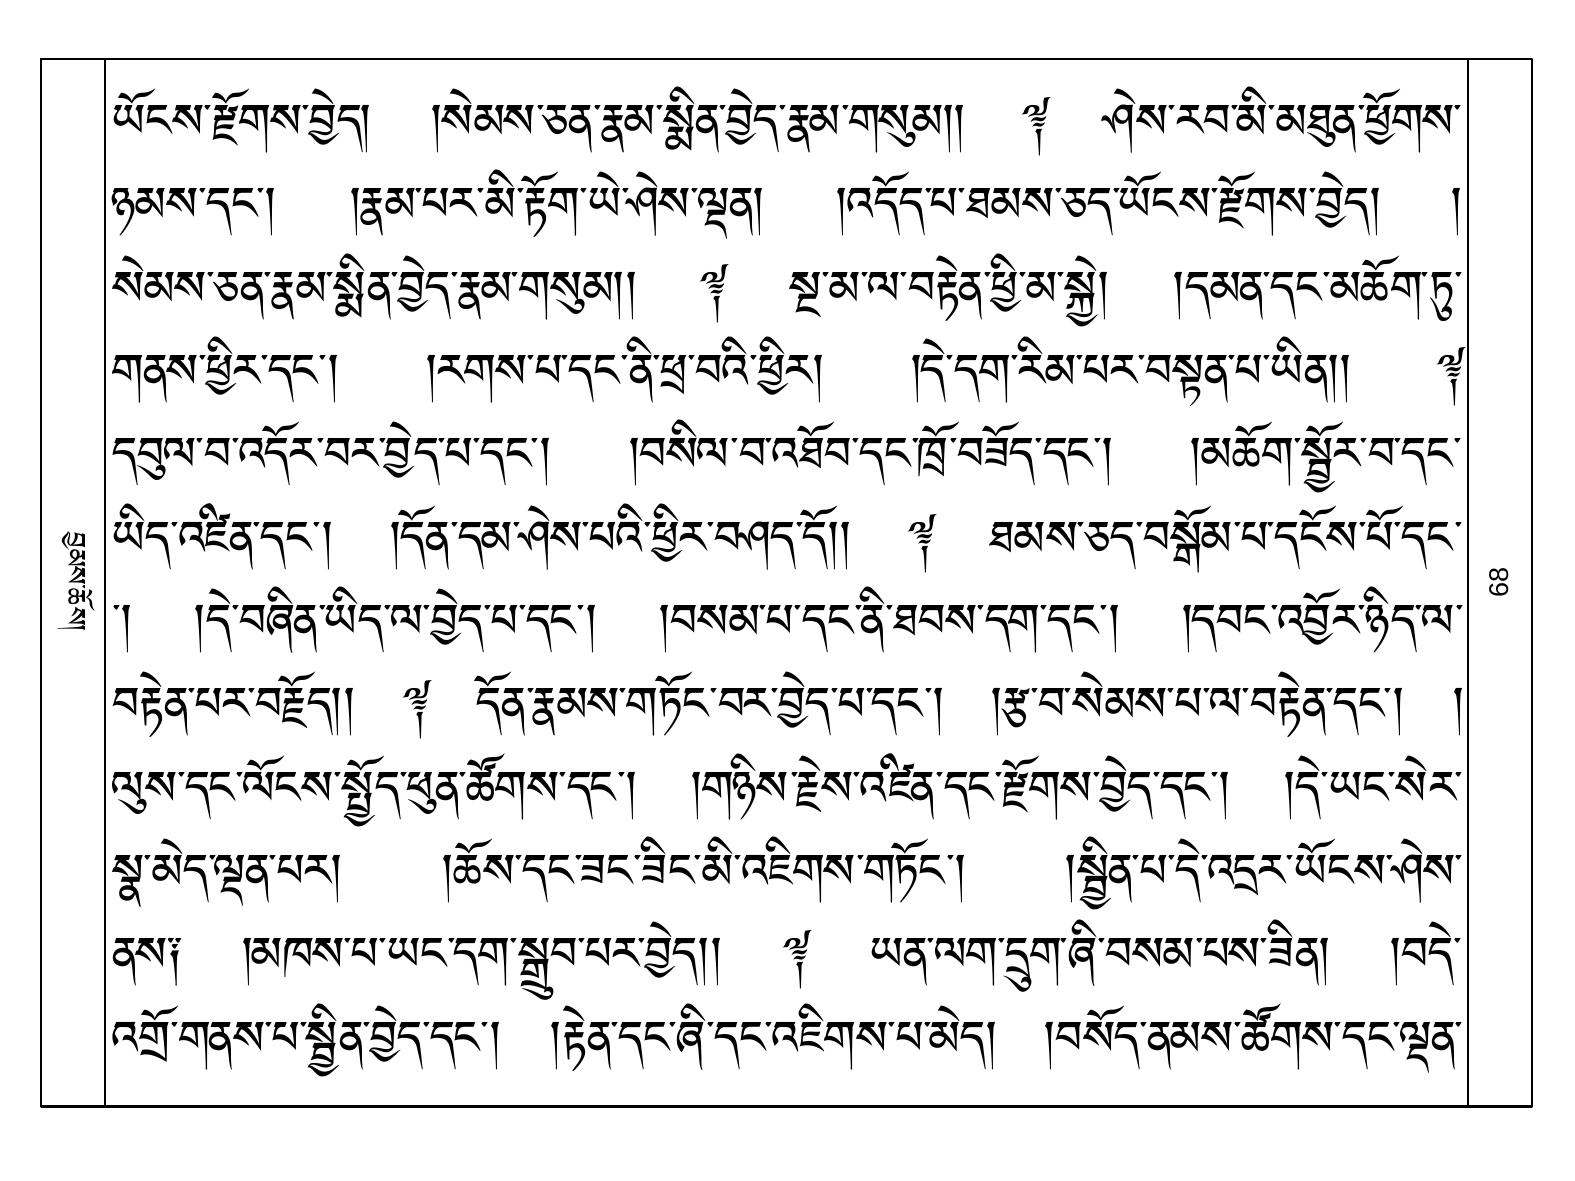 ཡོངས་རྫོགས་བྱེད། །སེམས་ཅན་རྣམ་སྨིན་བྱེད་རྣམ་གསུམ།། ༈ ཤེས་རབ་མི་མཐུན་ཕྱོགས་
ཉམས་དང་། །རྣམ་པར་མི་རྟོག་ཡེ་ཤེས་ལྡན། །འདོད་པ་ཐམས་ཅད་ཡོངས་རྫོགས་བྱེད། །
སེམས་ཅན་རྣམ་སྨིན་བྱེད་རྣམ་གསུམ།། ༈ སྔ་མ་ལ་བརྟེན་ཕྱི་མ་སྐྱེ། །དམན་དང་མཆོག་ཏུ་
གནས་ཕྱིར་དང་། །རགས་པ་དང་ནི་ཕྲ་བའི་ཕྱིར། །དེ་དག་རིམ་པར་བསྟན་པ་ཡིན།། ༈
དབུལ་བ་འདོར་བར་བྱེད་པ་དང་། །བསིལ་བ་འཐོབ་དང་ཁྲོ་བཟོད་དང་། །མཆོག་སྦྱོར་བ་དང་
ཡིད་འཛིན་དང་། །དོན་དམ་ཤེས་པའི་ཕྱིར་བཤད་དོ།། ༈ ཐམས་ཅད་བསྒོམ་པ་དངོས་པོ་དང་
་། །དེ་བཞིན་ཡིད་ལ་བྱེད་པ་དང་། །བསམ་པ་དང་ནི་ཐབས་དག་དང་། །དབང་འབྱོར་ཉིད་ལ་
བརྟེན་པར་བརྗོད།། ༈ དོན་རྣམས་གཏོང་བར་བྱེད་པ་དང་། །རྩ་བ་སེམས་པ་ལ་བརྟེན་དང་། །
ལུས་དང་ལོངས་སྤྱོད་ཕུན་ཚོགས་དང་། །གཉིས་རྗེས་འཛིན་དང་རྫོགས་བྱེད་དང་། །དེ་ཡང་སེར་
སྣ་མེད་ལྡན་པར། །ཆོས་དང་ཟང་ཟིང་མི་འཇིགས་གཏོང་། །སྦྱིན་པ་དེ་འདྲར་ཡོངས་ཤེས་
ནས༑ །མཁས་པ་ཡང་དག་སྒྲུབ་པར་བྱེད།། ༈ ཡན་ལག་དྲུག་ཞི་བསམ་པས་ཟིན། །བདེ་
འགྲོ་གནས་པ་སྦྱིན་བྱེད་དང་། །རྟེན་དང་ཞི་དང་འཇིགས་པ་མེད། །བསོད་ནམས་ཚོགས་དང་ལྡན་
བྱམས་ཆོས།
68